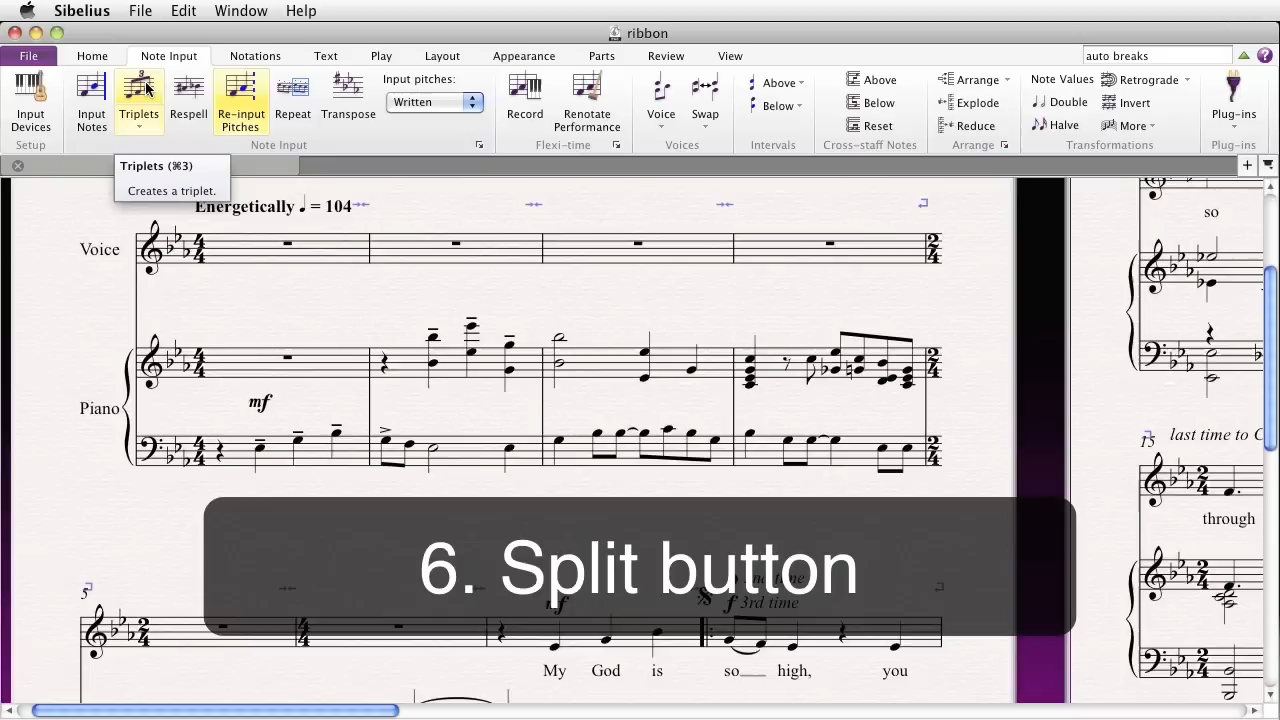 Sibelius File Edit Window Help
ribbon
File Home Note Input Notations Text Play Layout Appearance Parts Review View auto breaks
Input Devices
Setup
Input Notes
Triplets
Respell
Re-input Pitches
Repeat
Transpose
Input pitches:
Written
Note Input
Record
Renotate Performance
Flexi-time
Voice
Swap
Voices
Above
Below
Intervals
Above
Below
Reset
Cross-staff Notes
Arrange
Explode
Reduce
Arrange
Note Values
Double
Halve
Retrograde
Invert
More
Transformations
Plug-ins
Plug-ins
Triplets (⌘3)
Creates a triplet.
Energetically ♩ = 104
Voice
Piano
mf
6. Split button
5
mf
2nd time
f 3rd time
My God is so__ high, you
so
15 last time to C
through